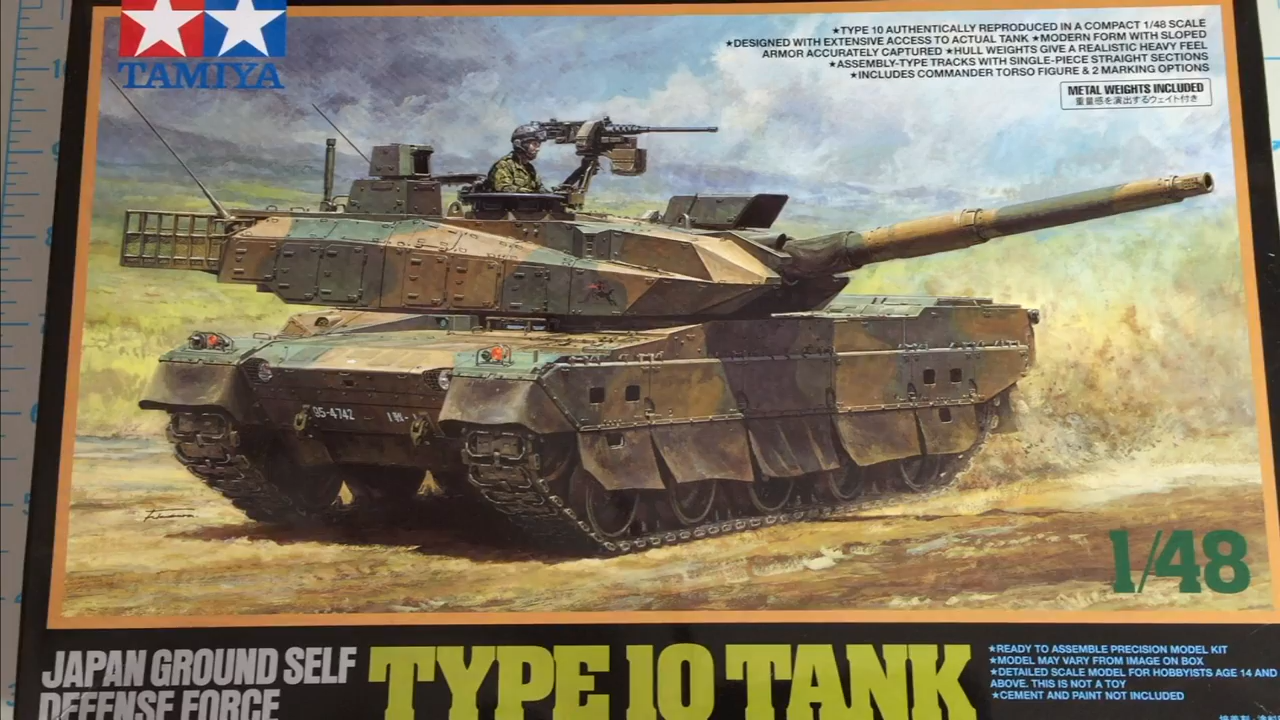 TAMIYA
★TYPE 10 AUTHENTICALLY REPRODUCED IN A COMPACT 1/48 SCALE
★DESIGNED WITH EXTENSIVE ACCESS TO ACTUAL TANK ★MODERN FORM WITH SLOPED
ARMOR ACCURATELY CAPTURED ★HULL WEIGHTS GIVE A REALISTIC HEAVY FEEL
★ASSEMBLY-TYPE TRACKS WITH SINGLE-PIECE STRAIGHT SECTIONS
★INCLUDES COMMANDER TORSO FIGURE & 2 MARKING OPTIONS
METAL WEIGHTS INCLUDED
重量感を演出するウェイト付き
95-4742
1/48
JAPAN GROUND SELF
DEFENSE FORCE
TYPE 10 TANK
★READY TO ASSEMBLE PRECISION MODEL KIT
★MODEL MAY VARY FROM IMAGE ON BOX
★DETAILED SCALE MODEL FOR HOBBYISTS AGE 14 AND
ABOVE. THIS IS NOT A TOY
★CEMENT AND PAINT NOT INCLUDED